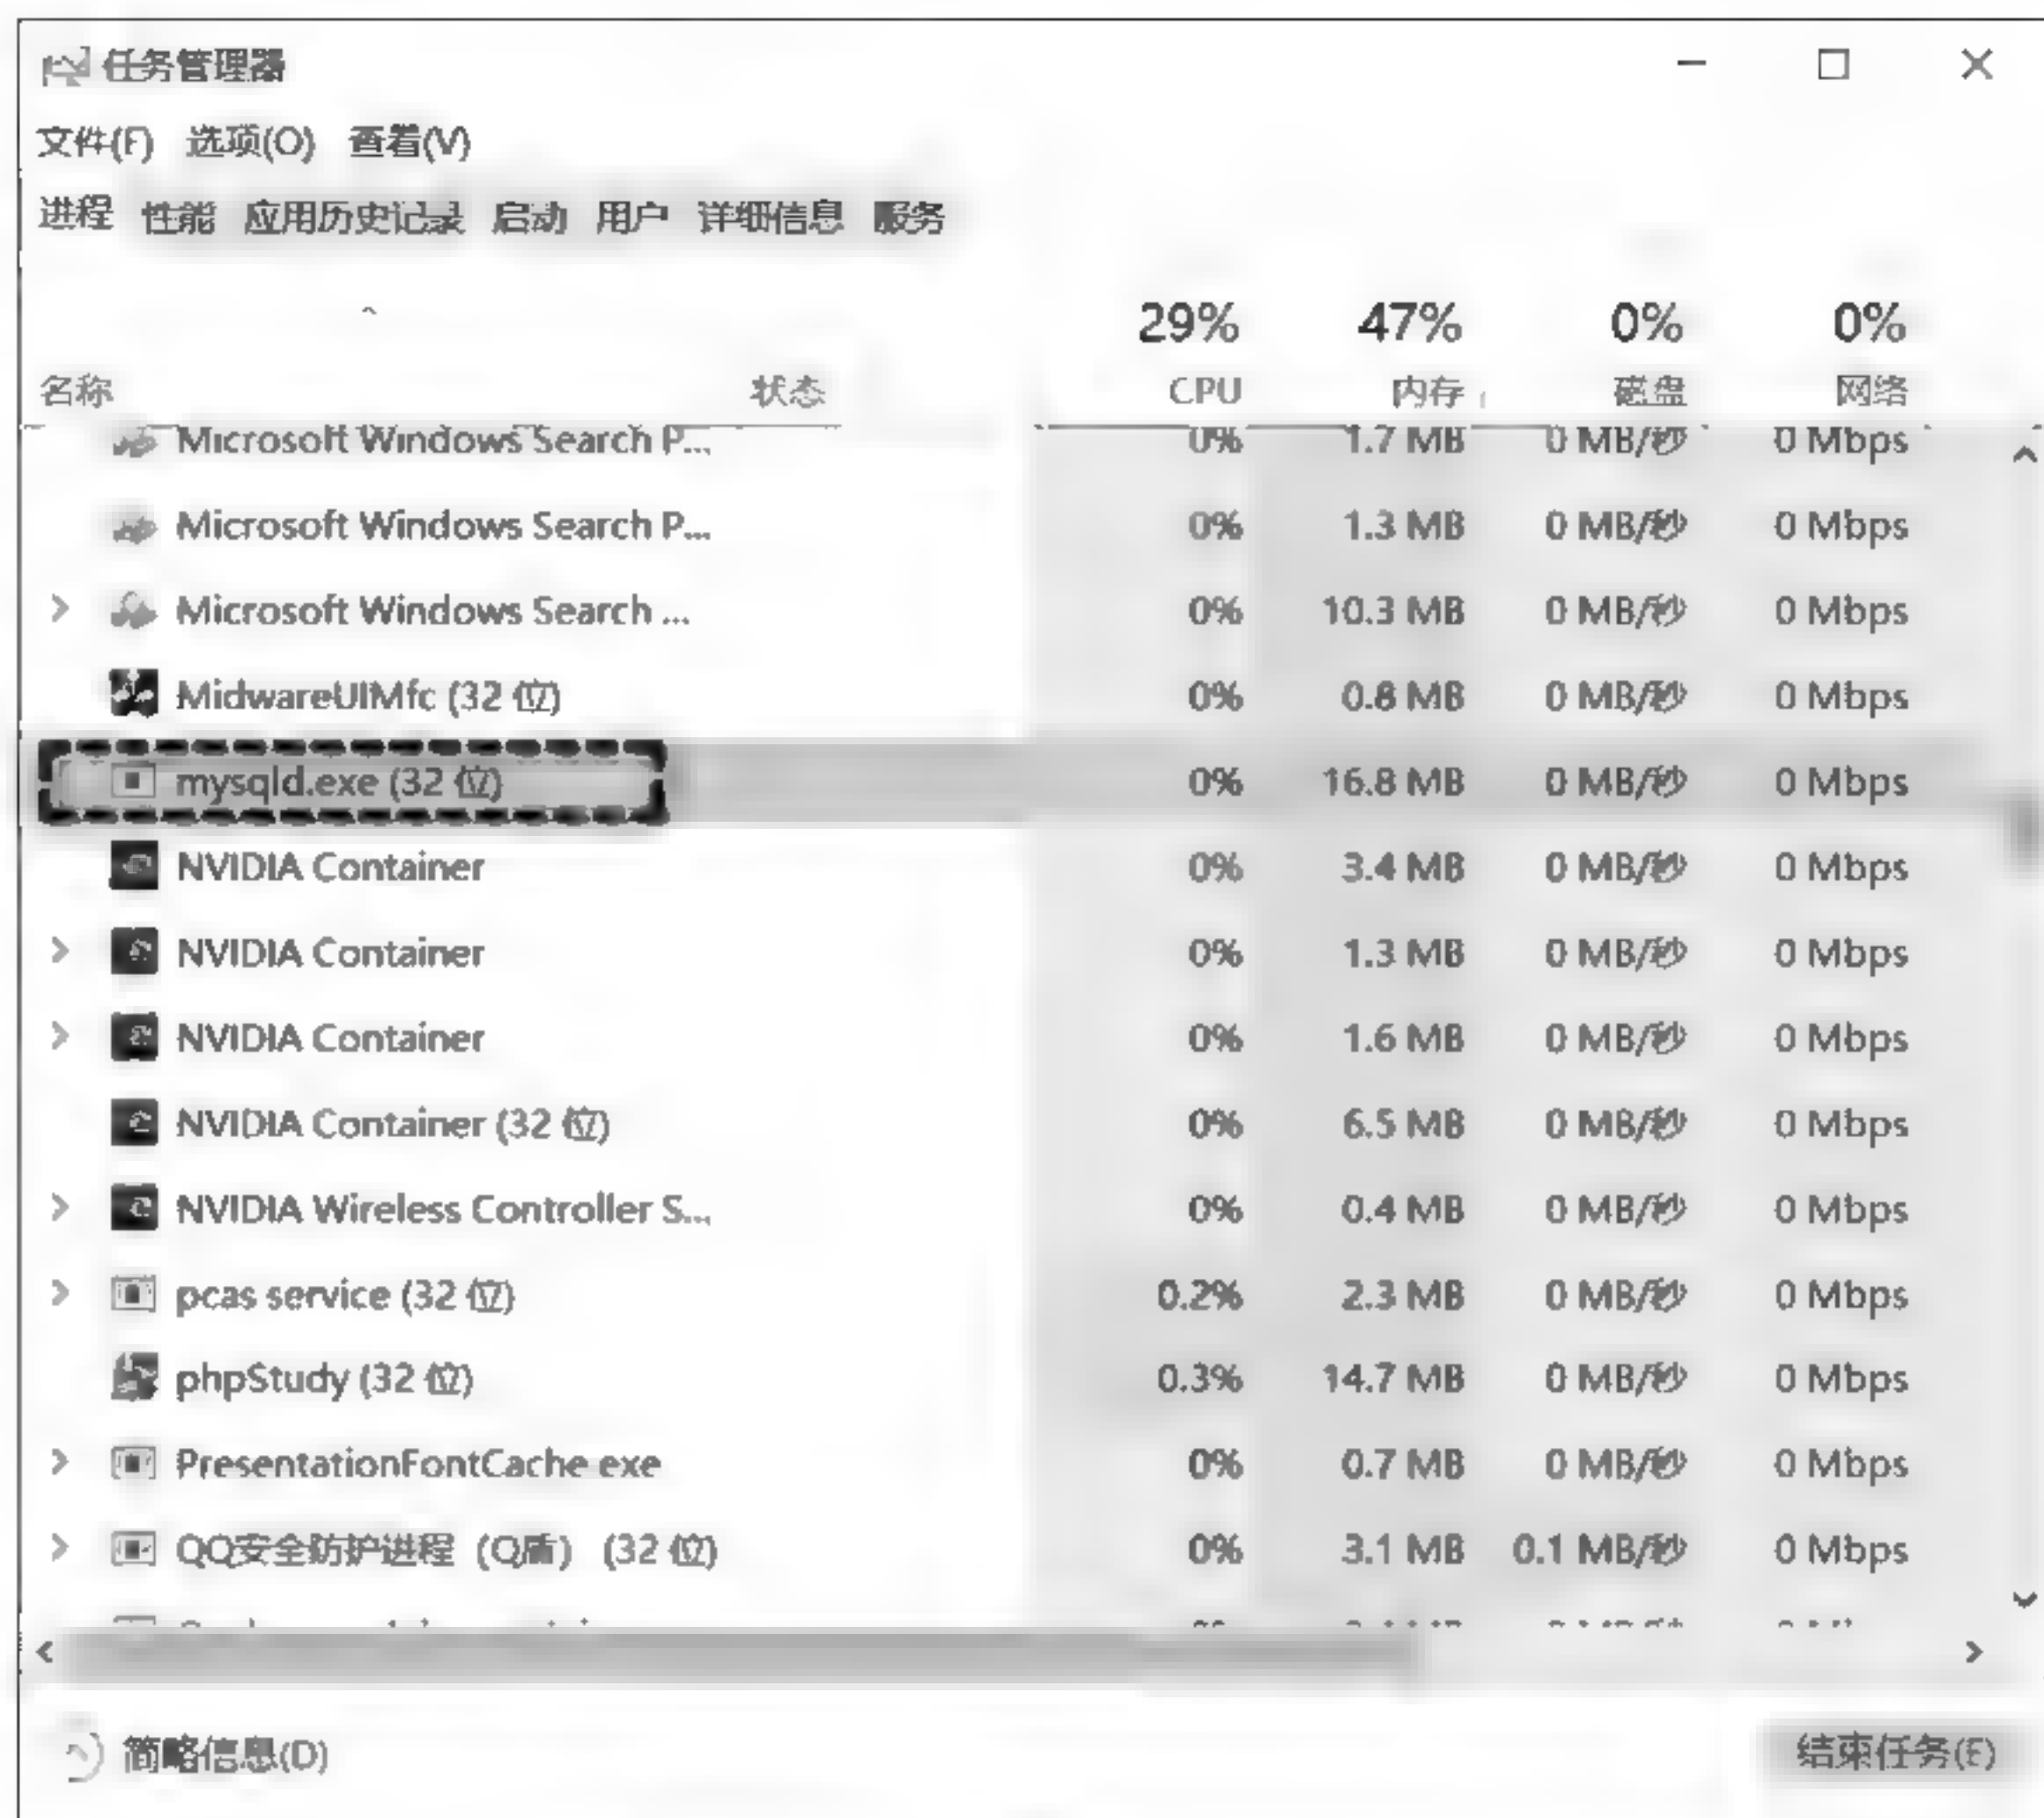 任务管理器
文件(F) 选项(O) 查看(V)
进程 性能 应用历史记录 启动 用户 详细信息 服务
29% 47% 0% 0%
名称 状态 CPU 内存 磁盘 网络
Microsoft Windows Search P... 0% 1.7 MB 0 MB/秒 0 Mbps
Microsoft Windows Search P... 0% 1.3 MB 0 MB/秒 0 Mbps
Microsoft Windows Search ... 0% 10.3 MB 0 MB/秒 0 Mbps
MidwareUIMfc (32 位) 0% 0.8 MB 0 MB/秒 0 Mbps
mysqld.exe (32 位) 0% 16.8 MB 0 MB/秒 0 Mbps
NVIDIA Container 0% 3.4 MB 0 MB/秒 0 Mbps
NVIDIA Container 0% 1.3 MB 0 MB/秒 0 Mbps
NVIDIA Container 0% 1.6 MB 0 MB/秒 0 Mbps
NVIDIA Container (32 位) 0% 6.5 MB 0 MB/秒 0 Mbps
NVIDIA Wireless Controller S... 0% 0.4 MB 0 MB/秒 0 Mbps
pcas service (32 位) 0.2% 2.3 MB 0 MB/秒 0 Mbps
phpStudy (32 位) 0.3% 14.7 MB 0 MB/秒 0 Mbps
PresentationFontCache.exe 0% 0.7 MB 0 MB/秒 0 Mbps
QQ安全防护进程 (Q盾) (32 位) 0% 3.1 MB 0.1 MB/秒 0 Mbps
简略信息(D) 结束任务(E)